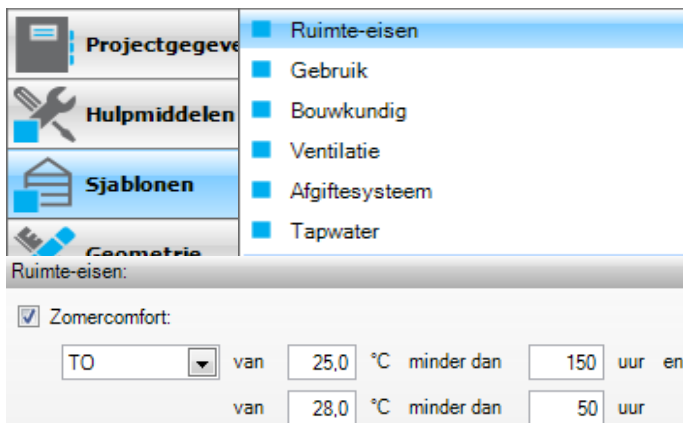 Projectgegeve
Hulpmiddelen
Sjablonen
Geometrie
Ruimte-eisen
Gebruik
Bouwkundig
Ventilatie
Afgiftesysteem
Tapwater
Ruimte-eisen:
Zomercomfort:
TO van 25,0 °C minder dan 150 uur en
van 28,0 °C minder dan 50 uur